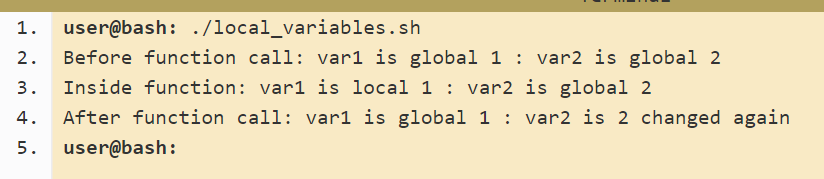 1. user@bash: ./local_variables.sh
2. Before function call: var1 is global 1 : var2 is global 2
3. Inside function: var1 is local 1 : var2 is global 2
4. After function call: var1 is global 1 : var2 is 2 changed again
5. user@bash: